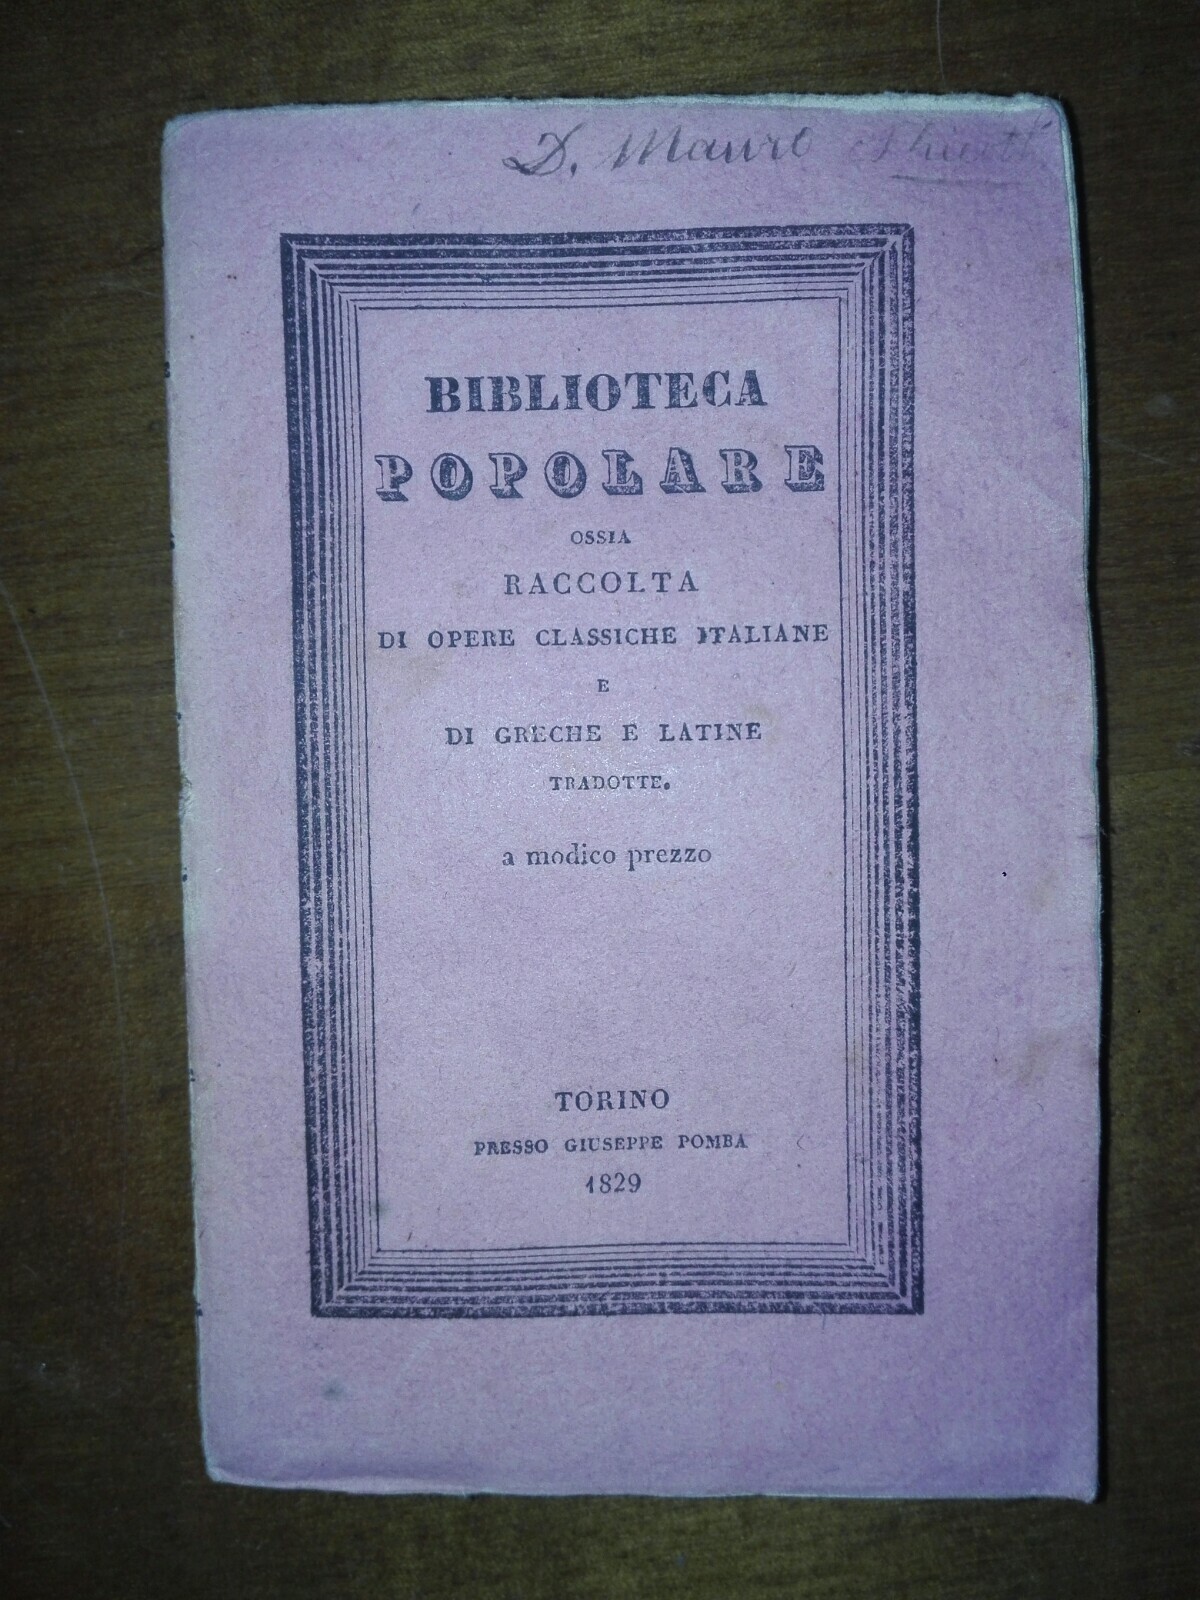 D. Mauro
BIBLIOTECA
POPOLARE
OSSIA
RACCOLTA
DI OPERE CLASSICHE ITALIANE
E
DI GRECHE E LATINE
TRADOTTE.
a modico prezzo
TORINO
PRESSO GIUSEPPE POMBA
1829